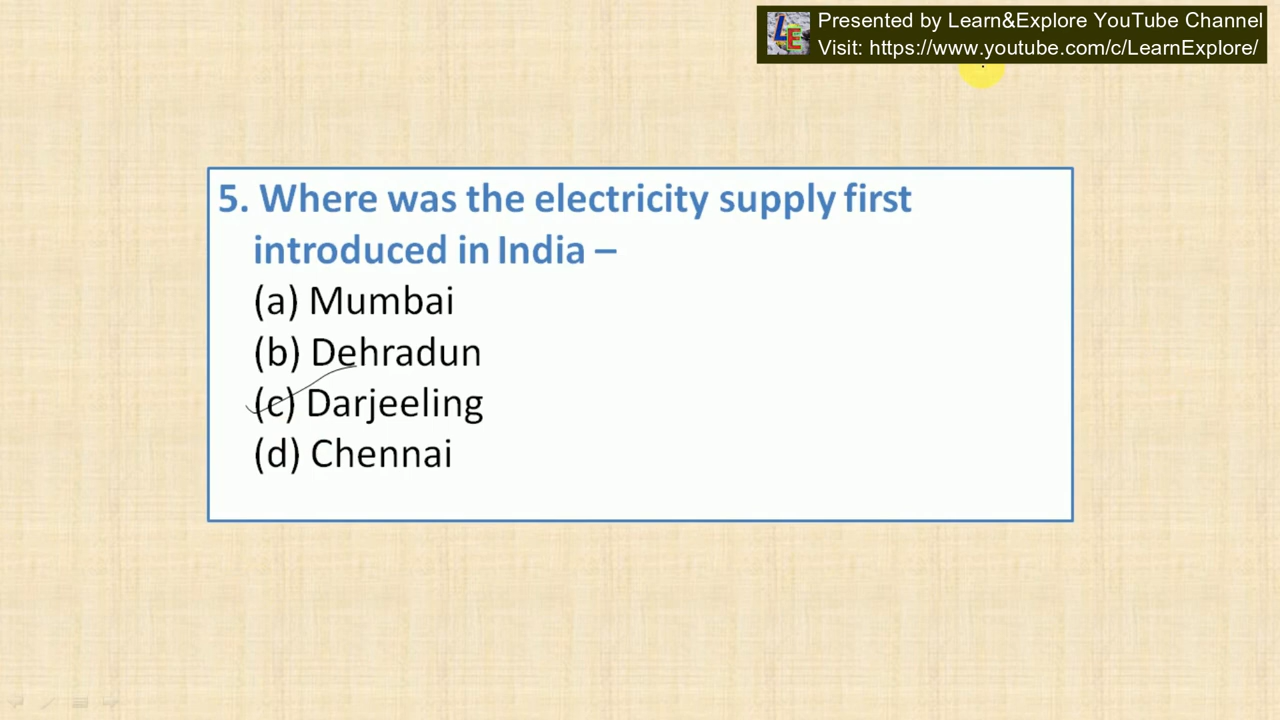 Presented by Learn&Explore YouTube Channel
Visit: https://www.youtube.com/c/LearnExplore/
5. Where was the electricity supply first
introduced in India –
(a) Mumbai
(b) Dehradun
(c) Darjeeling
(d) Chennai